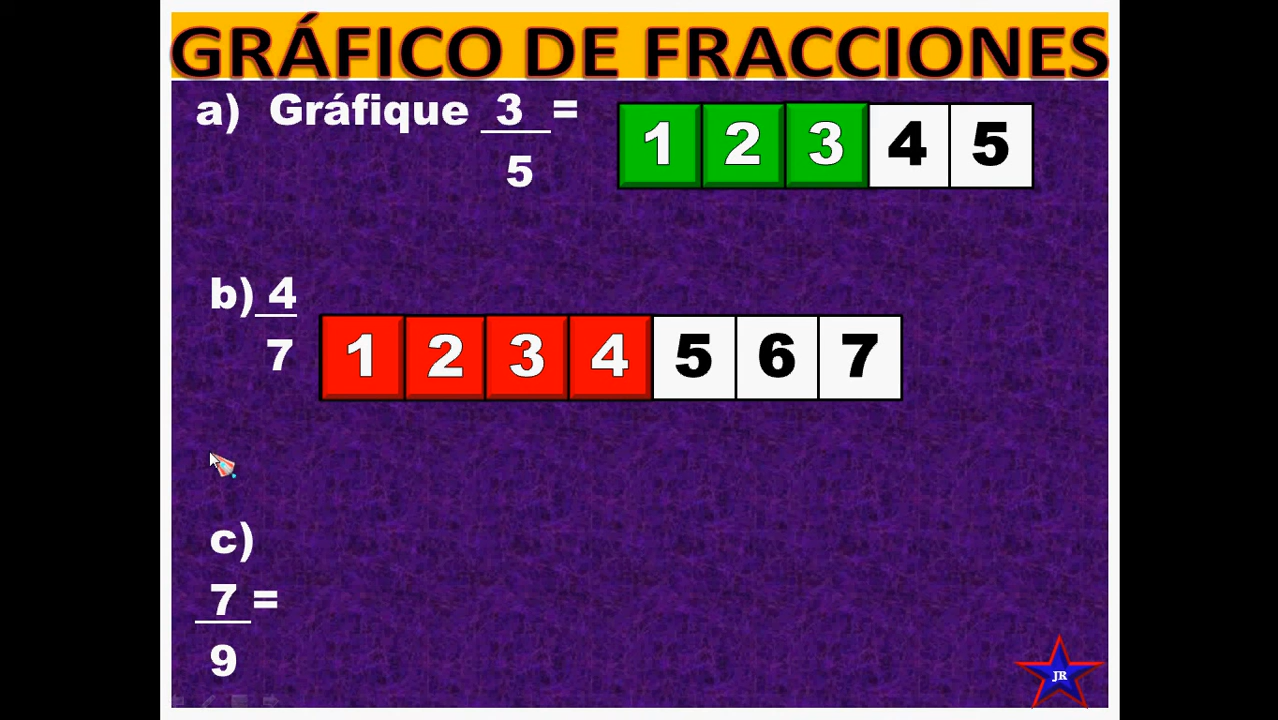 GRÁFICO DE FRACCIONES
a) Gráfique 3 =
5
1 2 3 4 5
b) 4
7
1 2 3 4 5 6 7
c)
7 =
9
JR